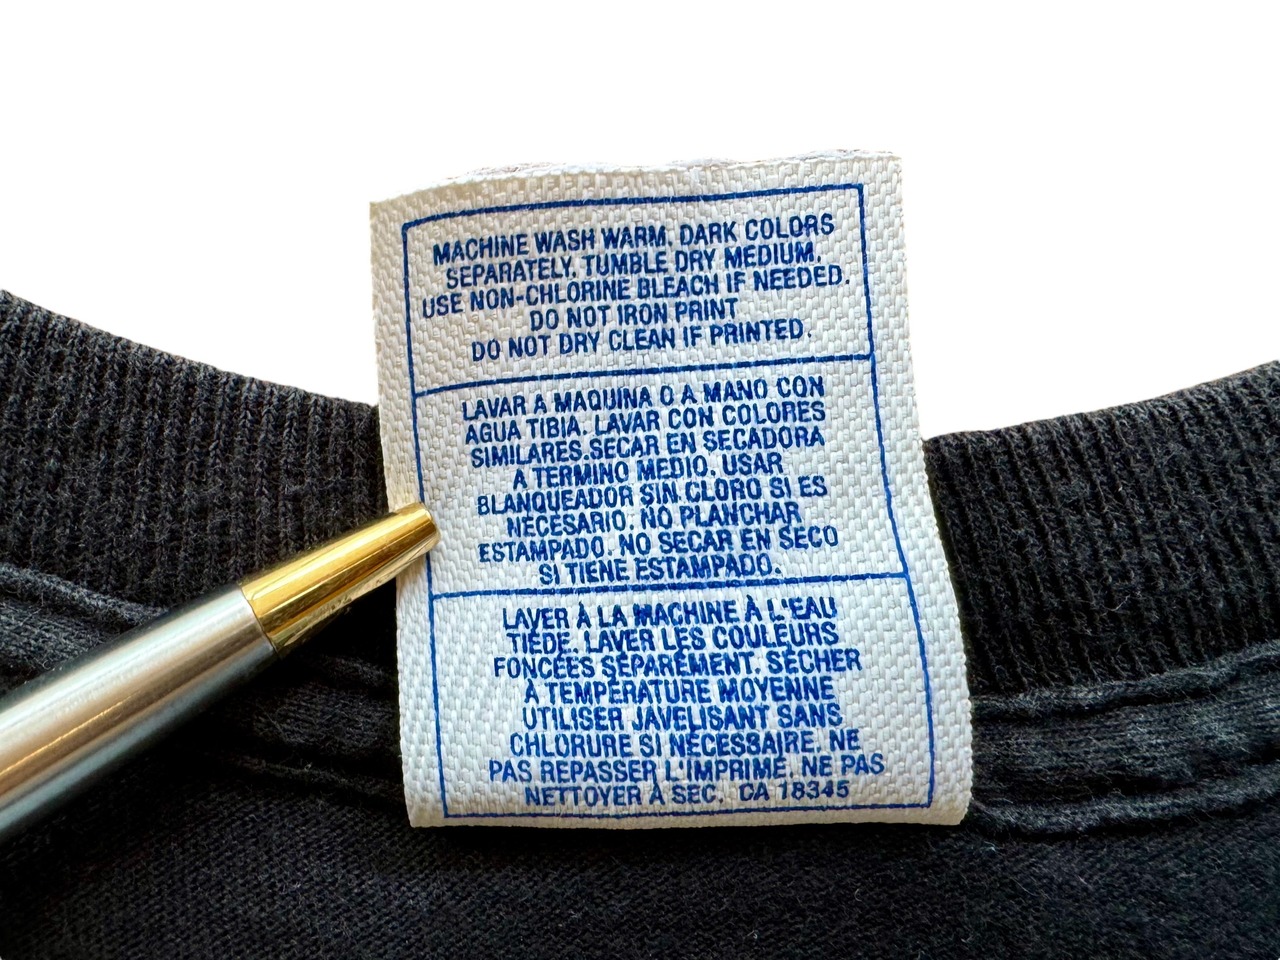 MACHINE WASH WARM, DARK COLORS
SEPARATELY, TUMBLE DRY MEDIUM,
USE NON-CHLORINE BLEACH IF NEEDED.
DO NOT IRON PRINT
DO NOT DRY CLEAN IF PRINTED.
LAVAR A MAQUINA O A MANO CON
AGUA TIBIA. LAVAR CON COLORES
SIMILARES.SECAR EN SECADORA
A TERMINO MEDIO. USAR
BLANQUEADOR SIN CLORO SI ES
NECESARIO. NO PLANCHAR
ESTAMPADO. NO SECAR EN SECO
SI TIENE ESTAMPADO.
LAVER À LA MACHINE À L'EAU
TIÈDE. LAVER LES COULEURS
FONCÉES SÉPARÉMENT. SÉCHER
À TEMPÉRATURE MOYENNE
UTILISER JAVELISANT SANS
CHLORURE SI NÉCESSAIRE. NE
PAS REPASSER L'IMPRIMÉ. NE PAS
NETTOYER À SEC. CA 18345